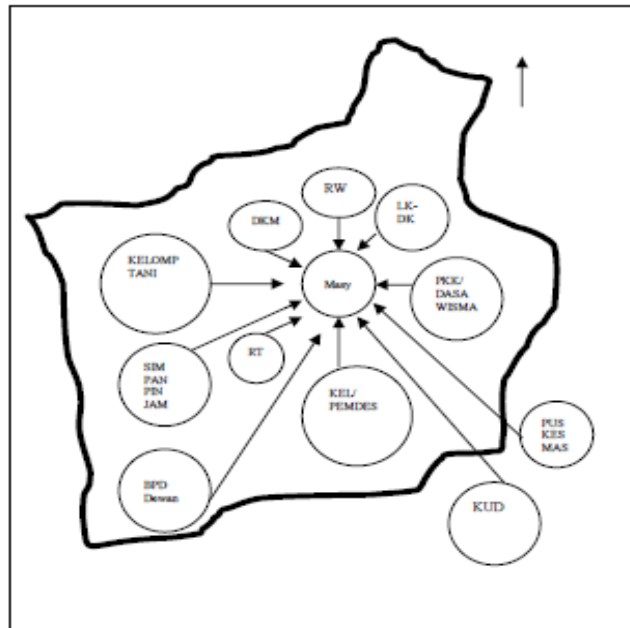 RW
LK-
DK
DKM
KELOMP
TANI
Masy
PKK/
DASA
WISMA
RT
SIM
PAN
PIN
JAM
KEL/
PEMDES
PUS
KES
MAS
BPD
Dewan
KUD